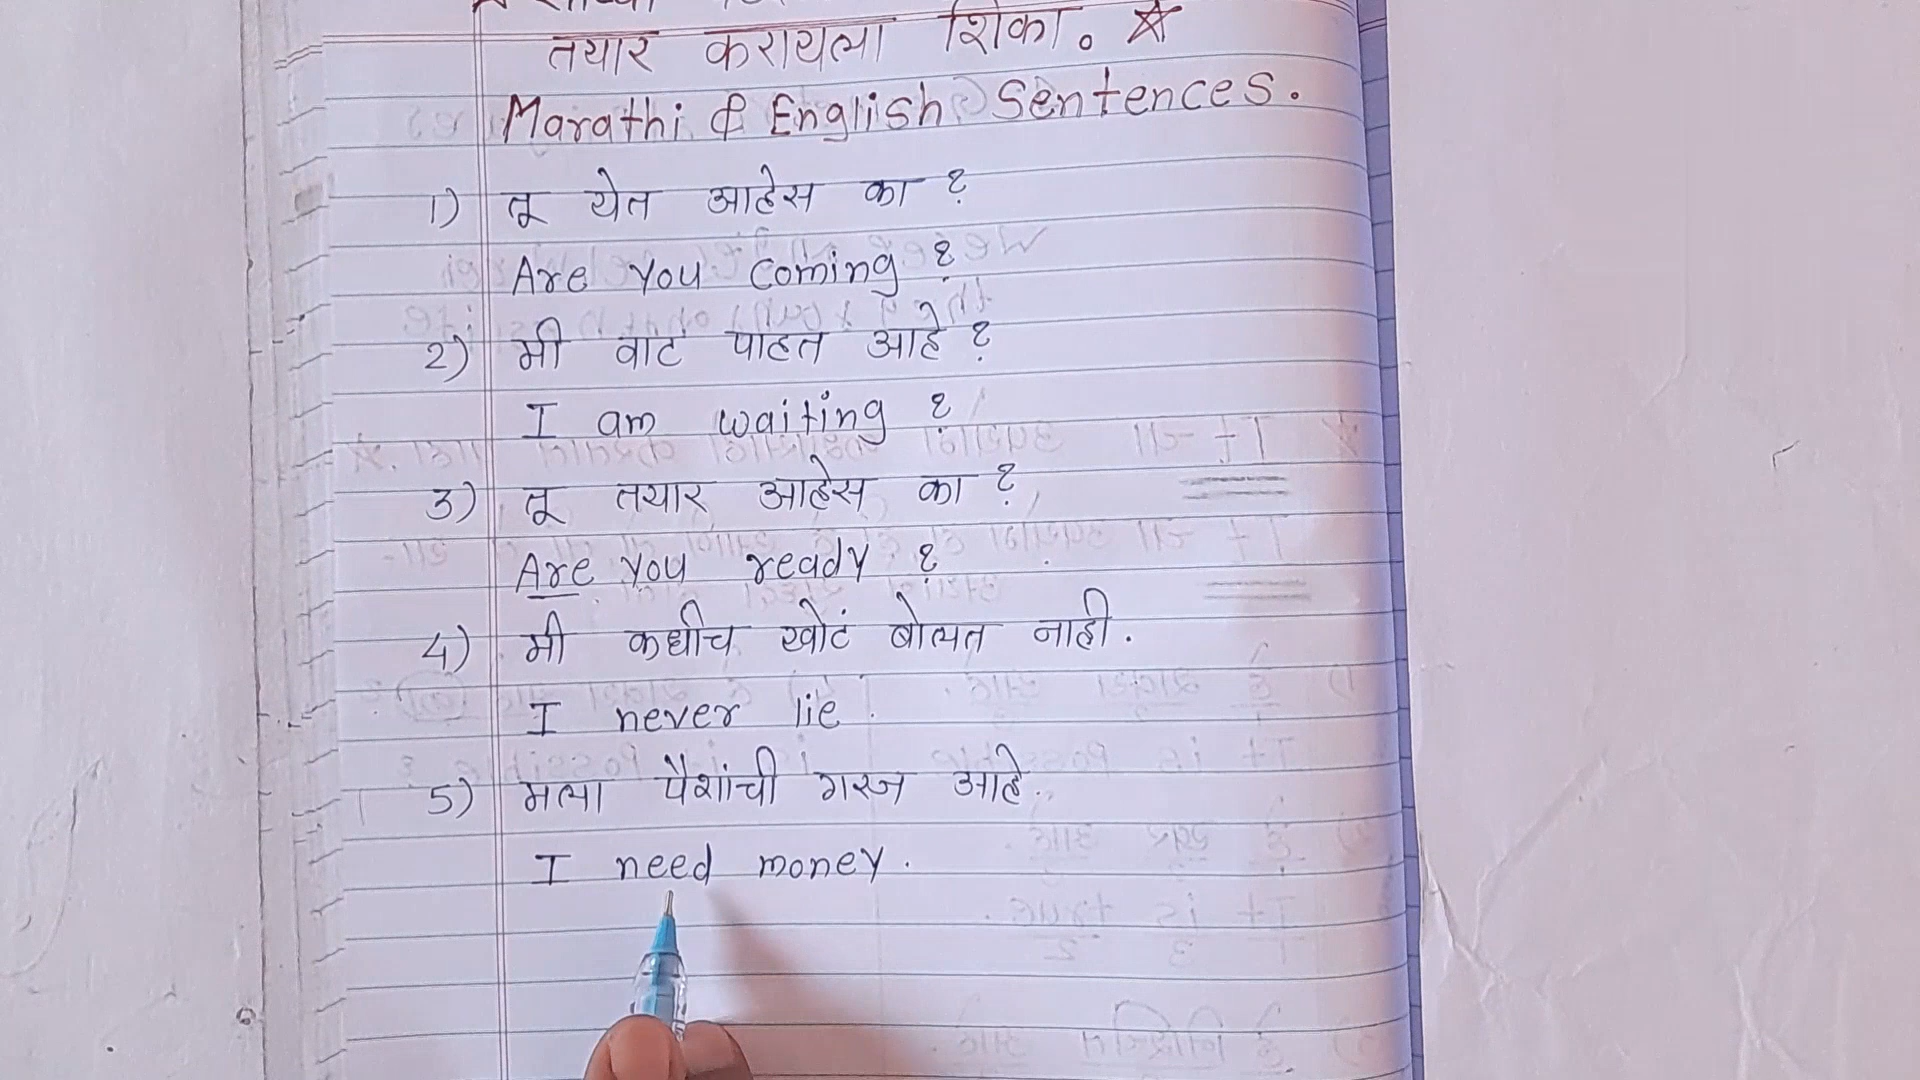 तयार करायला शिका. ☆
Marathi & English Sentences.
1) तू येत आहेस का ?
Are You Coming ?
2) मी वाट पाहत आहे ?
I am waiting ?
3) तू तयार आहेस का ?
Are You ready ?
4) मी कधीच खोटं बोलत नाही.
I never lie.
5) मला पैशांची गरज आहे.
I need money.